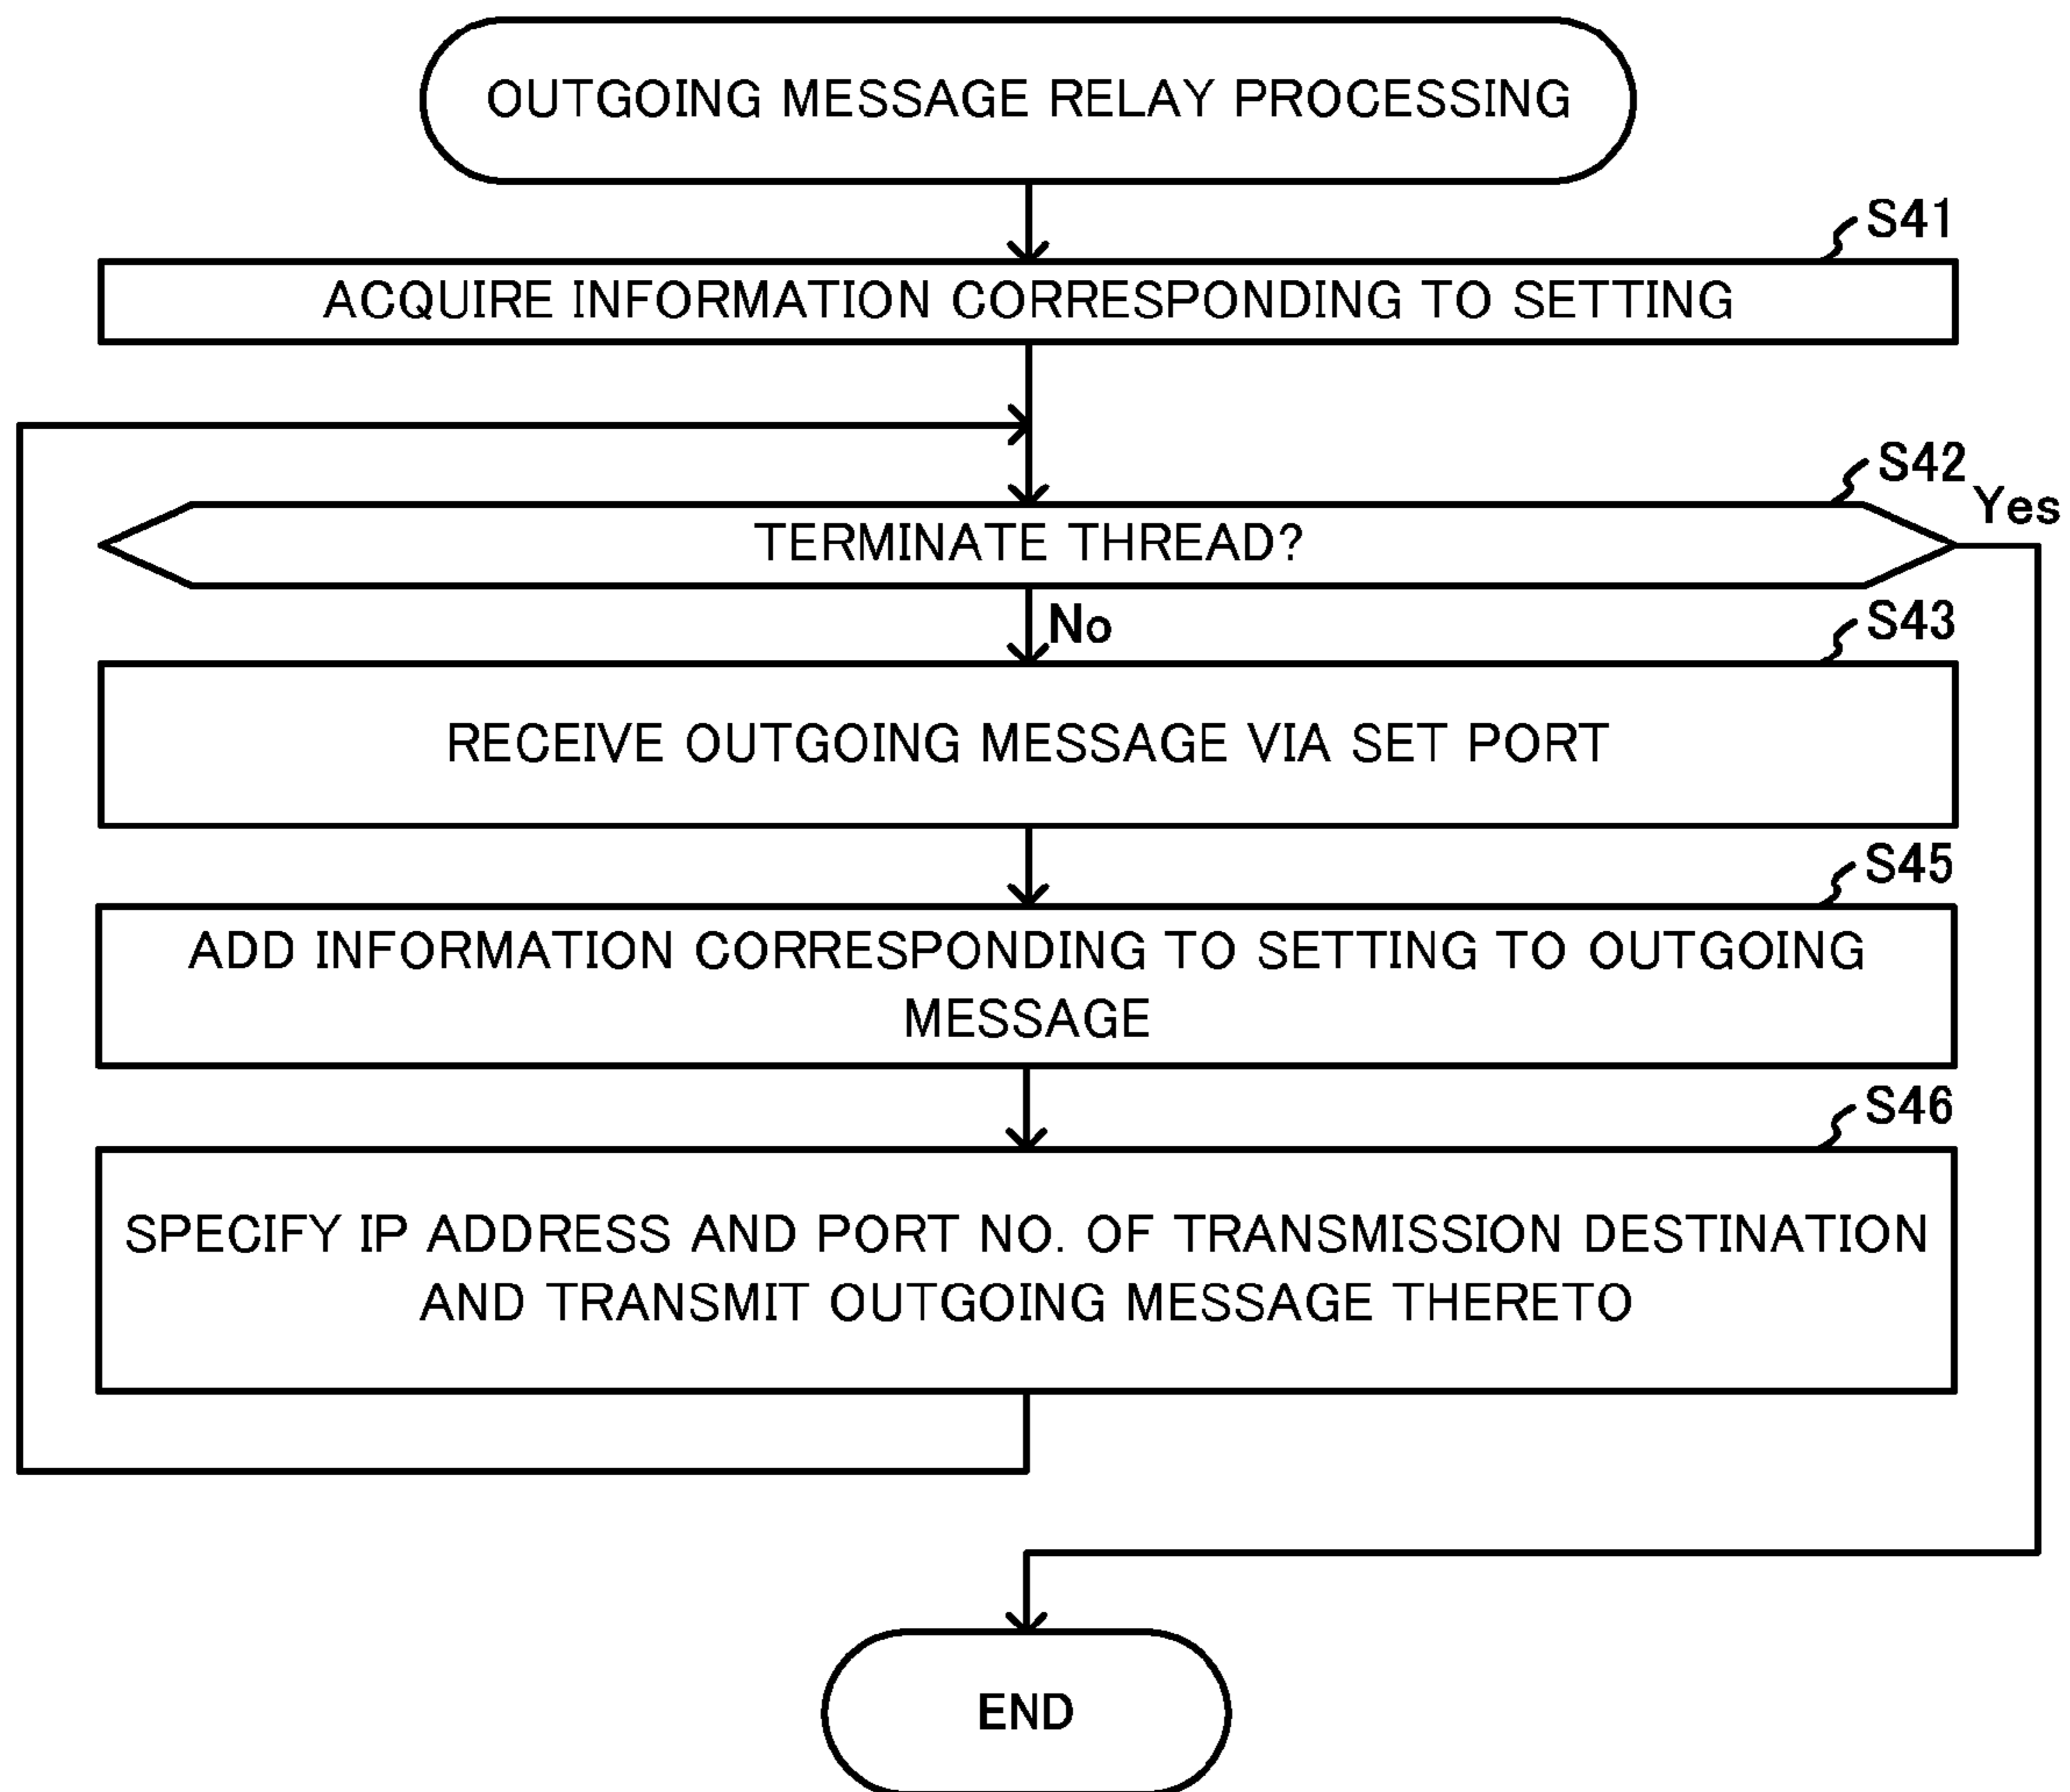 OUTGOING MESSAGE RELAY PROCESSING
S41
ACQUIRE INFORMATION CORRESPONDING TO SETTING
S42
Yes
TERMINATE THREAD?
No
S43
RECEIVE OUTGOING MESSAGE VIA SET PORT
S45
ADD INFORMATION CORRESPONDING TO SETTING TO OUTGOING
MESSAGE
S46
SPECIFY IP ADDRESS AND PORT NO. OF TRANSMISSION DESTINATION
AND TRANSMIT OUTGOING MESSAGE THERETO
END